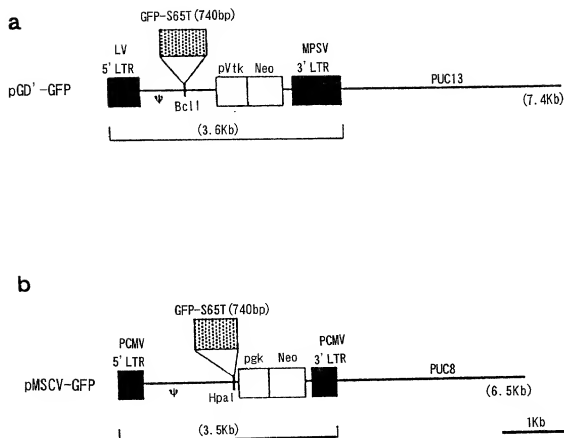 a
GFP-S65T(740bp)
LV
5'LTR
pVtk Neo
MPSV
3'LTR
PUC13
pGD'-GFP
ψ
BclI
(7.4Kb)
(3.6Kb)
b
GFP-S65T(740bp)
PCMV
5'LTR
pgk Neo
PCMV
3'LTR
PUC8
pMSCV-GFP
ψ
HpaI
(6.5Kb)
(3.5Kb)
1Kb